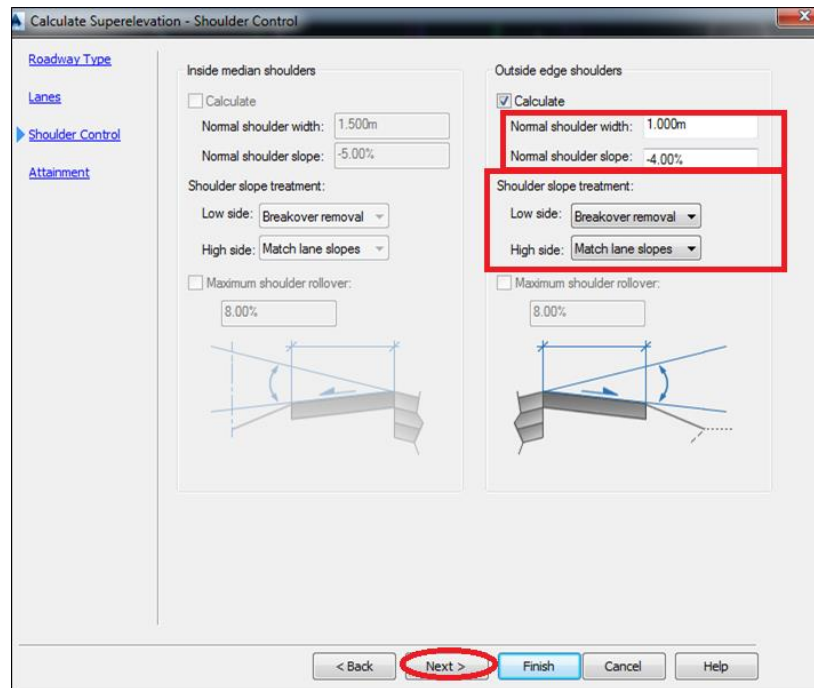 Calculate Superelevation - Shoulder Control
Roadway Type
Lanes
Shoulder Control
Attainment
Inside median shoulders
Calculate
Normal shoulder width: 1.500m
Normal shoulder slope: -5.00%
Shoulder slope treatment:
Low side: Breakover removal
High side: Match lane slopes
Maximum shoulder rollover:
8.00%
Outside edge shoulders
Calculate
Normal shoulder width: 1.000m
Normal shoulder slope: -4.00%
Shoulder slope treatment:
Low side: Breakover removal
High side: Match lane slopes
Maximum shoulder rollover:
8.00%
< Back Next > Finish Cancel Help